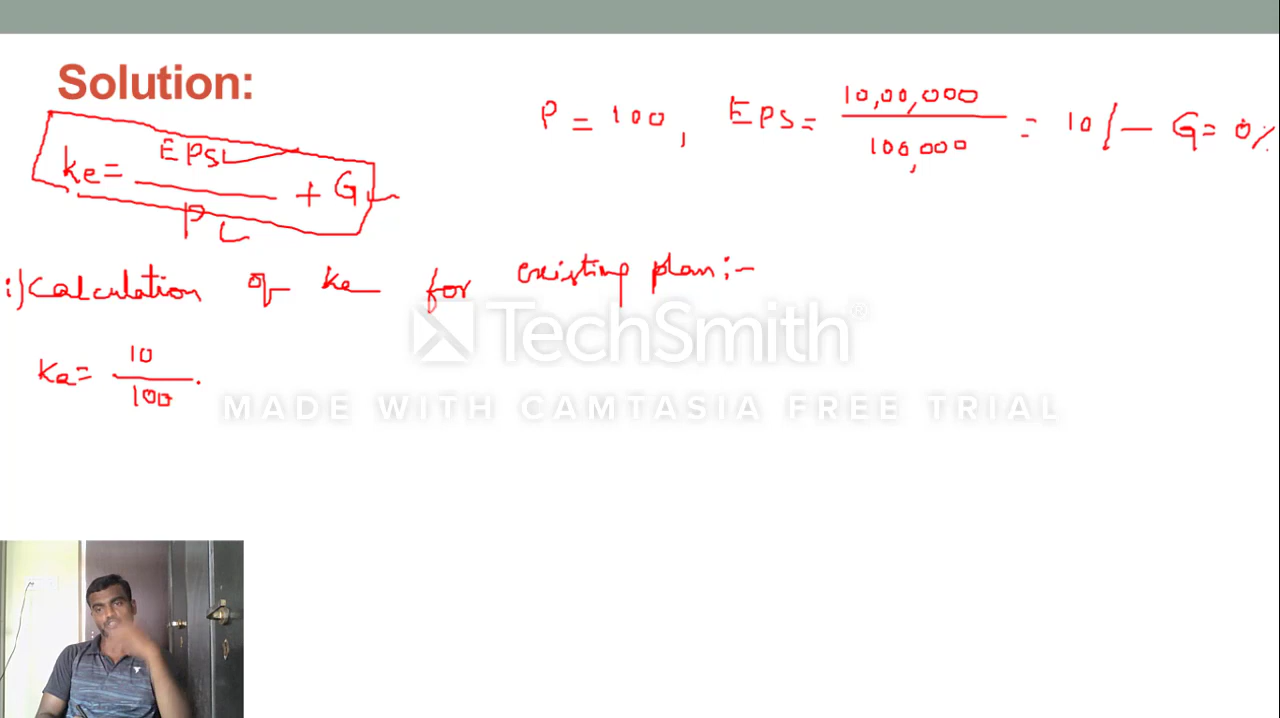 Solution:
P = 100, EPS = 10,00,000 / 100,000 = 10/- G = 0%
ke = EPS / P + G
i) Calculation of ke for existing plan:-
TechSmith®
ke = 10 / 100
MADE WITH CAMTASIA FREE TRIAL